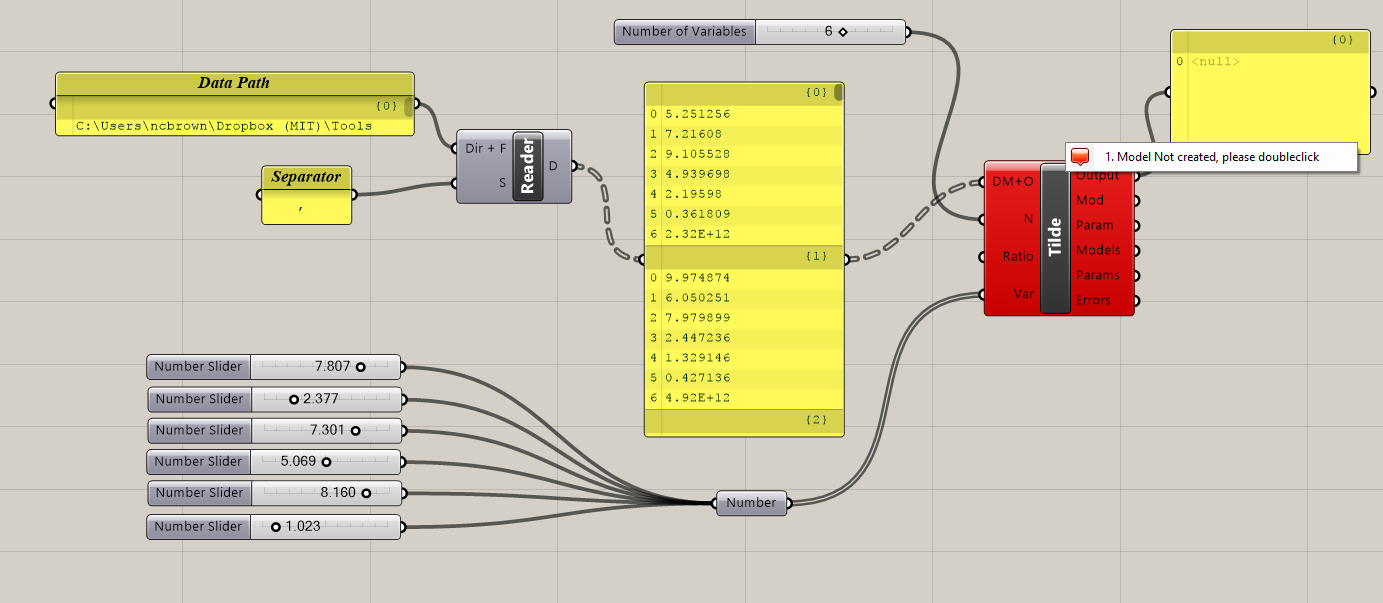 Number of Variables 6
{0}
0 <null>
Data Path
{0}
C:\Users\ncbrown\Dropbox (MIT)\Tools
Separator
,
Dir + F
S
Reader
D
{0}
0 5.251256
1 7.21608
2 9.105528
3 4.939698
4 2.19598
5 0.361809
6 2.32E+12
{1}
0 9.974874
1 6.050251
2 7.979899
3 2.447236
4 1.329146
5 0.427136
6 4.92E+12
{2}
1. Model Not created, please doubleclick
DM+O
N
Ratio
Var
Tilde
Output
Mod
Param
Models
Params
Errors
Number Slider 7.807
Number Slider 2.377
Number Slider 7.301
Number Slider 5.069
Number Slider 8.160
Number Slider 1.023
Number